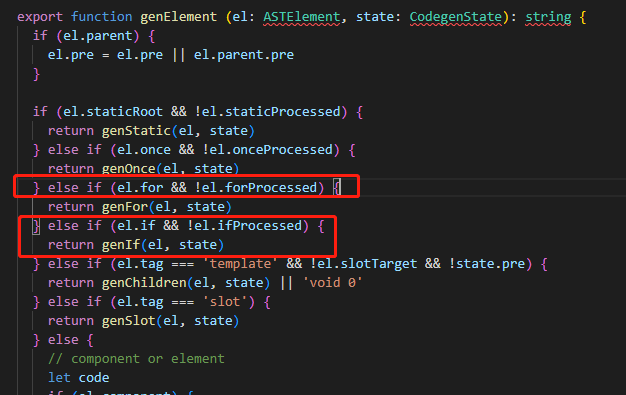 export function genElement (el: ASTElement, state: CodegenState): string {
  if (el.parent) {
    el.pre = el.pre || el.parent.pre
  }

  if (el.staticRoot && !el.staticProcessed) {
    return genStatic(el, state)
  } else if (el.once && !el.onceProcessed) {
    return genOnce(el, state)
  } else if (el.for && !el.forProcessed) {
    return genFor(el, state)
  } else if (el.if && !el.ifProcessed) {
    return genIf(el, state)
  } else if (el.tag === 'template' && !el.slotTarget && !state.pre) {
    return genChildren(el, state) || 'void 0'
  } else if (el.tag === 'slot') {
    return genSlot(el, state)
  } else {
    // component or element
    let code
    if (el.component) {